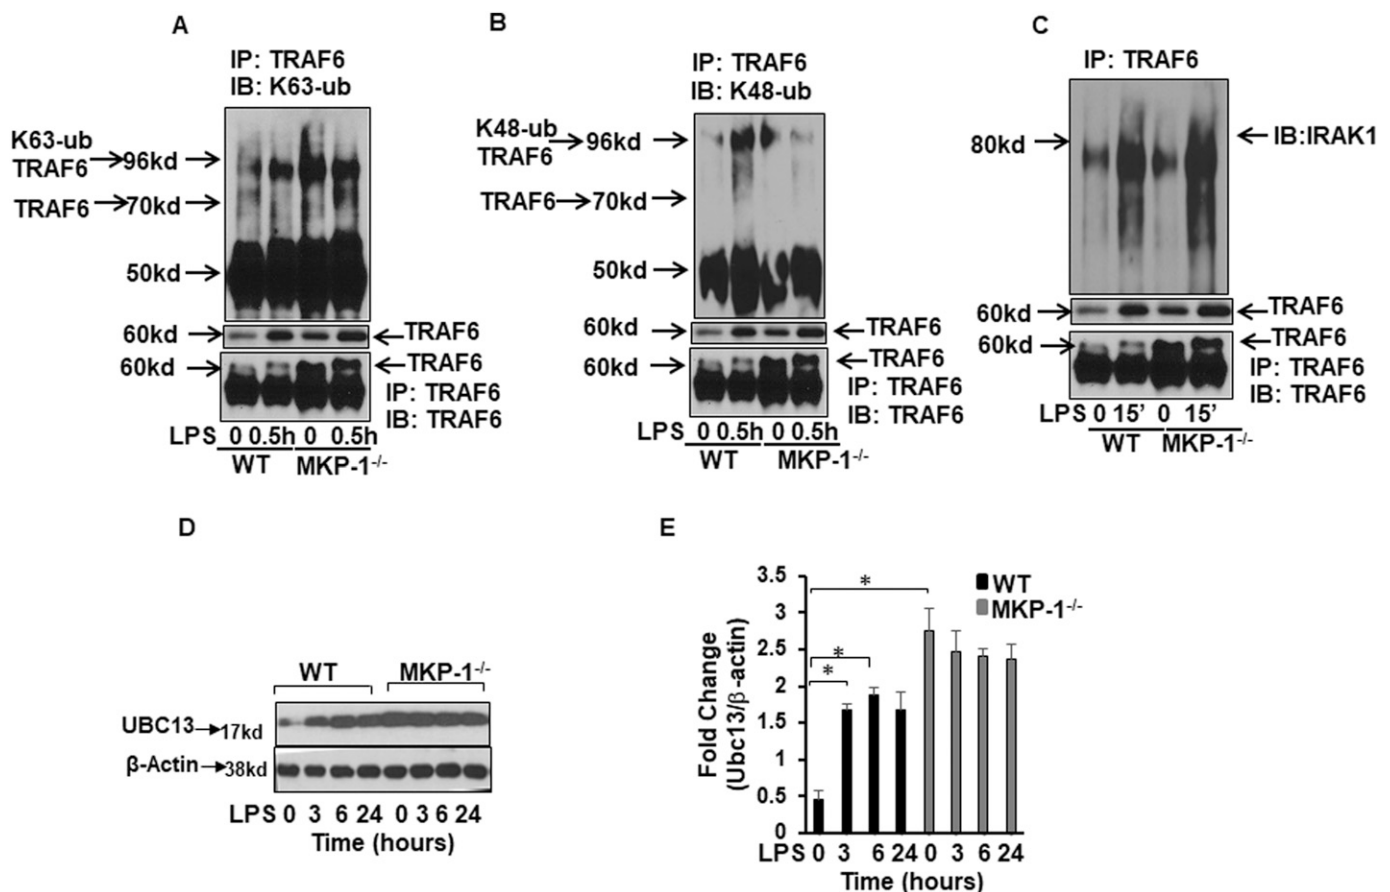 A
IP: TRAF6
IB: K63-ub
K63-ub
TRAF6
96kd
TRAF6
70kd
50kd
60kd
TRAF6
60kd
TRAF6
IP: TRAF6
IB: TRAF6
LPS 0 0.5h 0 0.5h
WT MKP-1-/-
B
IP: TRAF6
IB: K48-ub
K48-ub
TRAF6
96kd
TRAF6
70kd
50kd
60kd
TRAF6
60kd
TRAF6
IP: TRAF6
IB: TRAF6
LPS 0 0.5h 0 0.5h
WT MKP-1-/-
C
IP: TRAF6
80kd
IB:IRAK1
60kd
TRAF6
60kd
TRAF6
IP: TRAF6
IB: TRAF6
LPS 0 15’ 0 15’
WT MKP-1-/-
D
WT MKP-1-/-
UBC13 17kd
β-Actin 38kd
LPS 0 3 6 24 0 3 6 24
Time (hours)
E
Fold Change
(Ubc13/β-actin)
3.5
3
2.5
2
1.5
1
0.5
0
*
*
*
WT
MKP-1-/-
LPS 0 3 6 24 0 3 6 24
Time (hours)